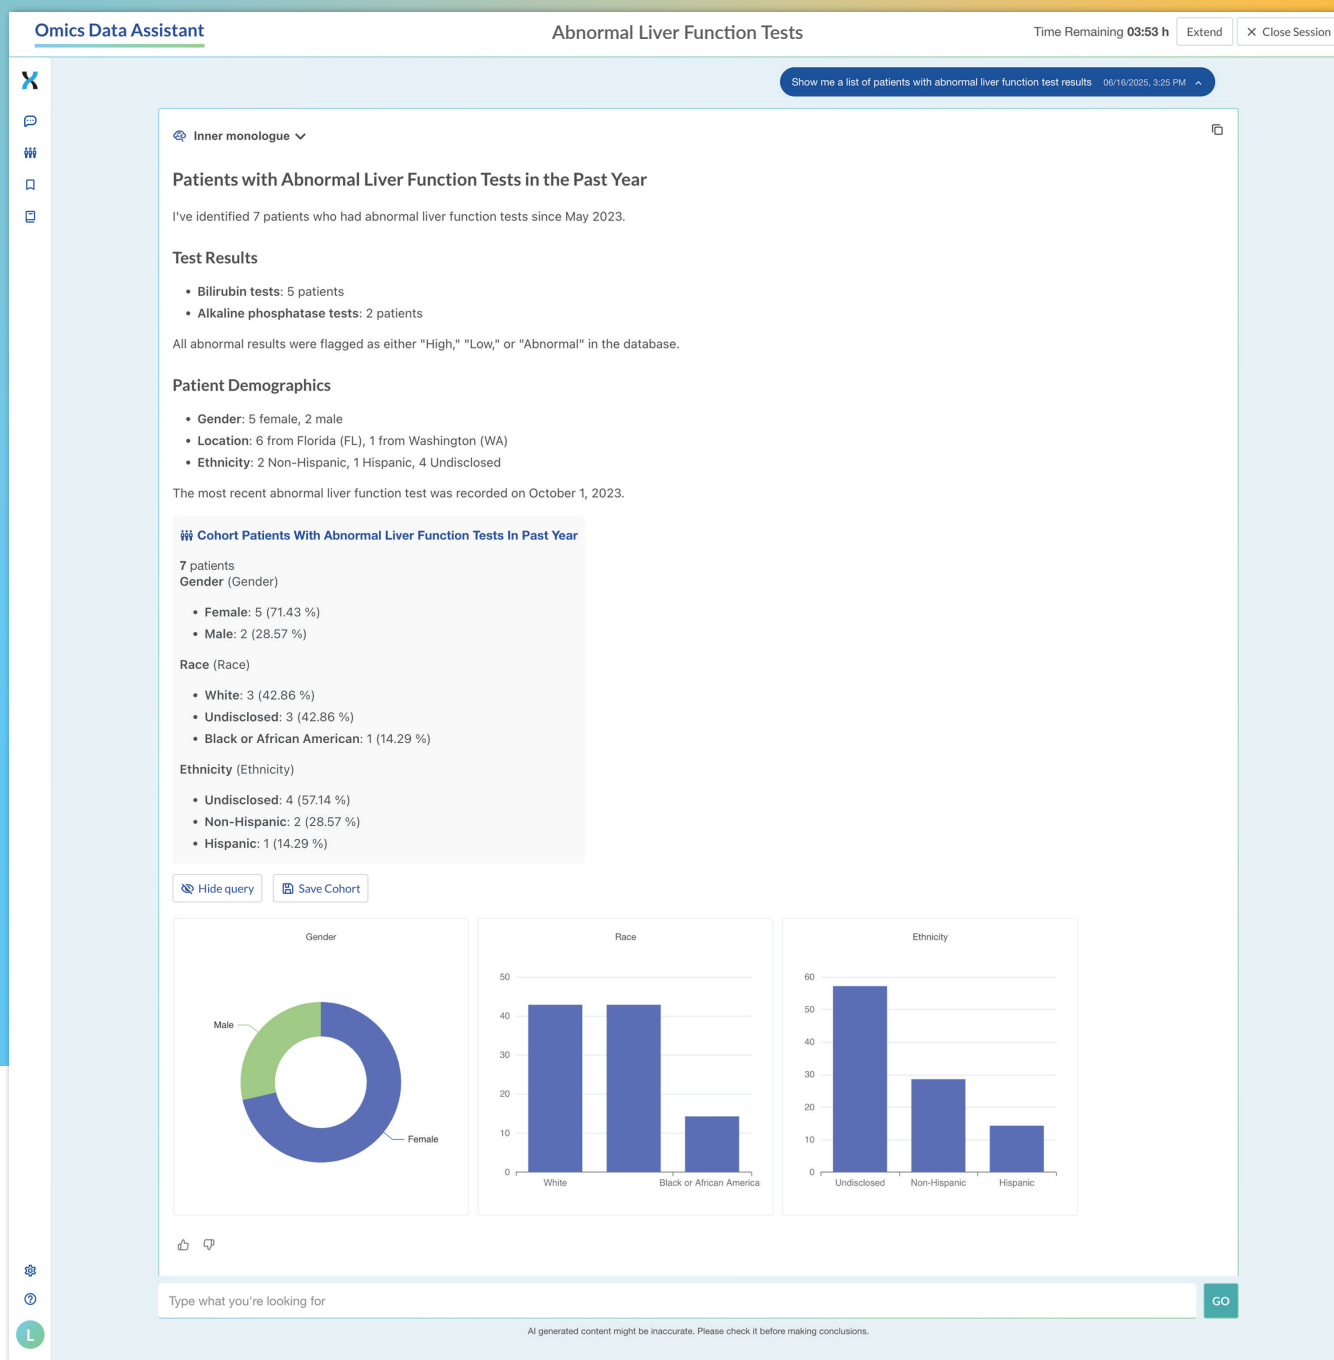 Omics Data Assistant
Abnormal Liver Function Tests
Time Remaining 03:53 h
Extend
Close Session
Show me a list of patients with abnormal liver function test results 06/16/2025, 3:25 PM
Inner monologue
Patients with Abnormal Liver Function Tests in the Past Year
I've identified 7 patients who had abnormal liver function tests since May 2023.
Test Results
• Bilirubin tests: 5 patients
• Alkaline phosphatase tests: 2 patients
All abnormal results were flagged as either "High," "Low," or "Abnormal" in the database.
Patient Demographics
• Gender: 5 female, 2 male
• Location: 6 from Florida (FL), 1 from Washington (WA)
• Ethnicity: 2 Non-Hispanic, 1 Hispanic, 4 Undisclosed
The most recent abnormal liver function test was recorded on October 1, 2023.
Cohort Patients With Abnormal Liver Function Tests In Past Year
7 patients
Gender (Gender)
• Female: 5 (71.43 %)
• Male: 2 (28.57 %)
Race (Race)
• White: 3 (42.86 %)
• Undisclosed: 3 (42.86 %)
• Black or African American: 1 (14.29 %)
Ethnicity (Ethnicity)
• Undisclosed: 4 (57.14 %)
• Non-Hispanic: 2 (28.57 %)
• Hispanic: 1 (14.29 %)
Hide query
Save Cohort
Gender
Male
Female
Race
50
40
30
20
10
0
White
Black or African America
Ethnicity
60
50
40
30
20
10
0
Undisclosed
Non-Hispanic
Hispanic
Type what you're looking for
GO
AI generated content might be inaccurate. Please check it before making conclusions.
L